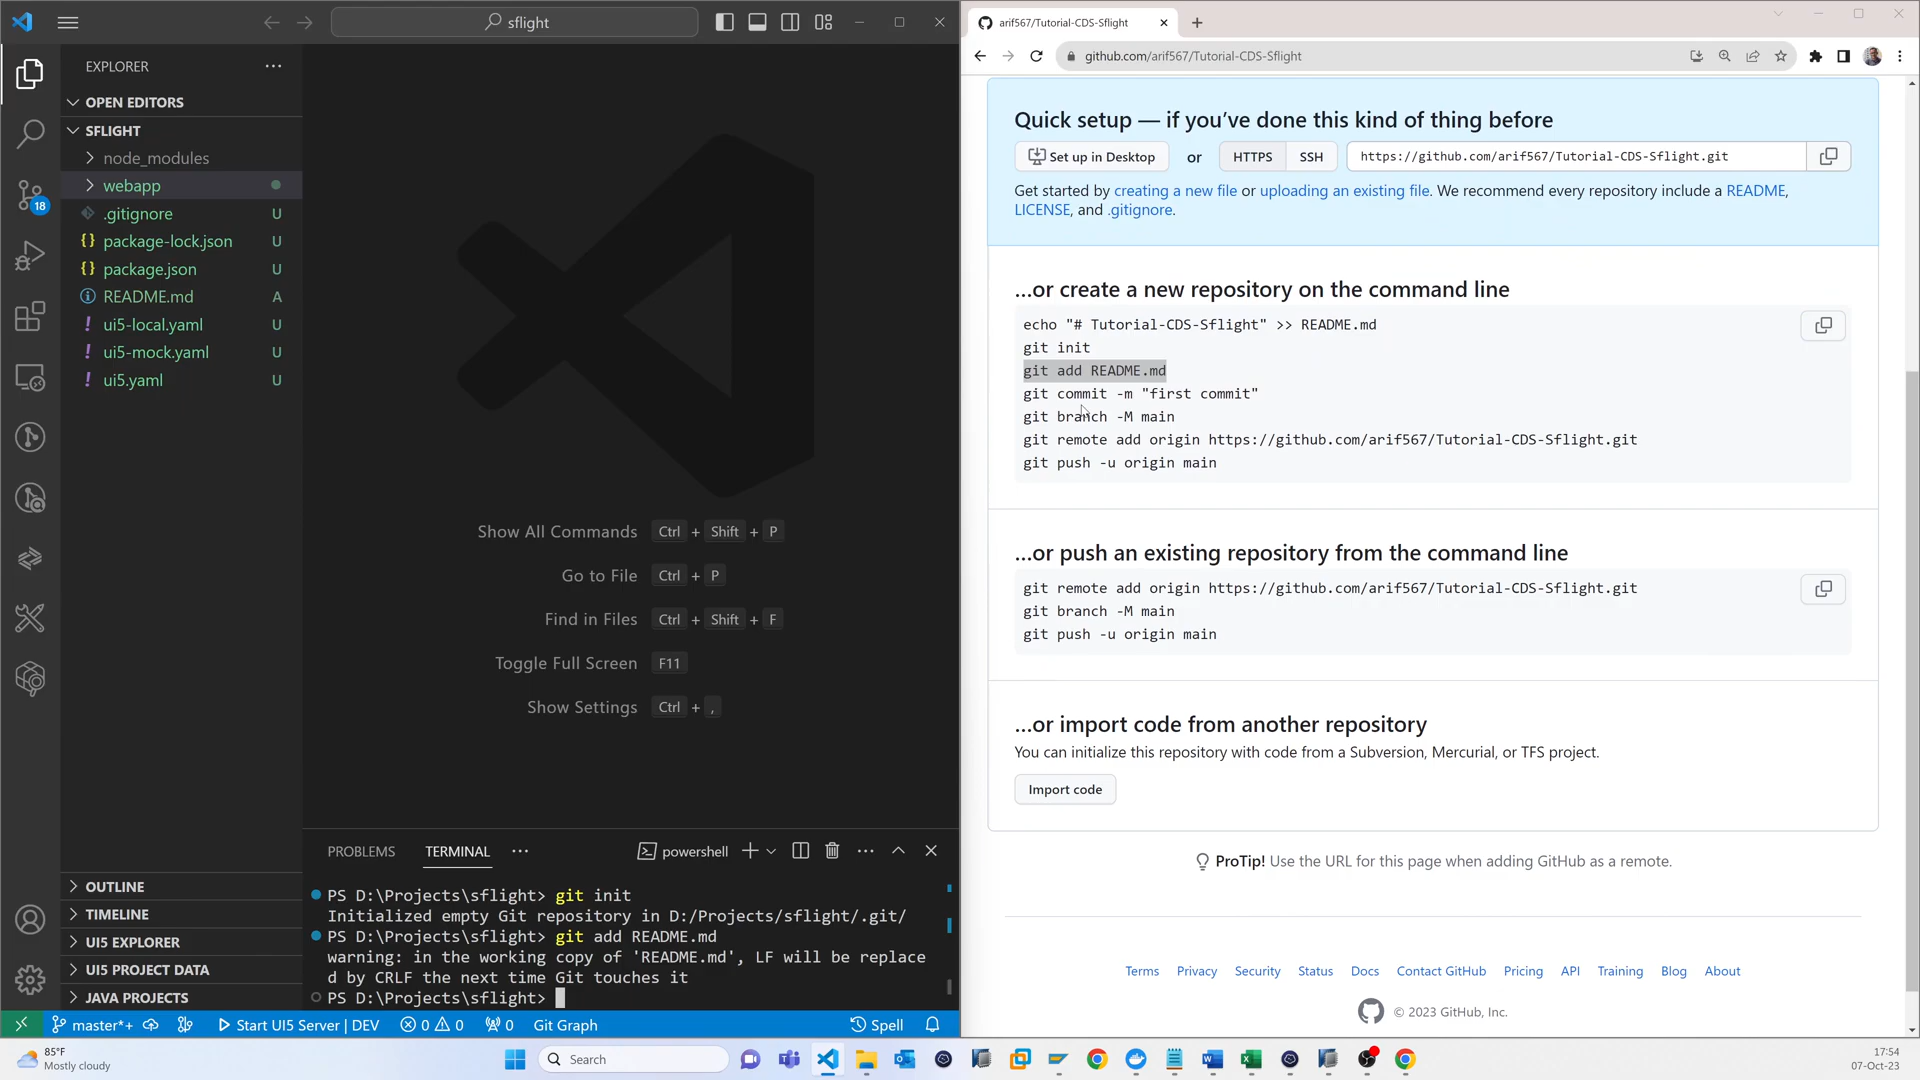 sflight
EXPLORER
OPEN EDITORS
SFLIGHT
node_modules
webapp
.gitignore U
package-lock.json U
package.json U
README.md A
ui5-local.yaml U
ui5-mock.yaml U
ui5.yaml U
18
Show All Commands Ctrl + Shift + P
Go to File Ctrl + P
Find in Files Ctrl + Shift + F
Toggle Full Screen F11
Show Settings Ctrl + ,
OUTLINE
TIMELINE
UI5 EXPLORER
UI5 PROJECT DATA
JAVA PROJECTS
PROBLEMS TERMINAL powershell
PS D:\Projects\sflight> git init
Initialized empty Git repository in D:/Projects/sflight/.git/
PS D:\Projects\sflight> git add README.md
warning: in the working copy of 'README.md', LF will be replace
d by CRLF the next time Git touches it
PS D:\Projects\sflight>
master*+ Start UI5 Server | DEV 0 0 0 Git Graph Spell
arif567/Tutorial-CDS-Sflight
github.com/arif567/Tutorial-CDS-Sflight
Quick setup — if you've done this kind of thing before
Set up in Desktop or HTTPS SSH https://github.com/arif567/Tutorial-CDS-Sflight.git
Get started by creating a new file or uploading an existing file. We recommend every repository include a README,
LICENSE, and .gitignore.
...or create a new repository on the command line
echo "# Tutorial-CDS-Sflight" >> README.md
git init
git add README.md
git commit -m "first commit"
git branch -M main
git remote add origin https://github.com/arif567/Tutorial-CDS-Sflight.git
git push -u origin main
...or push an existing repository from the command line
git remote add origin https://github.com/arif567/Tutorial-CDS-Sflight.git
git branch -M main
git push -u origin main
...or import code from another repository
You can initialize this repository with code from a Subversion, Mercurial, or TFS project.
Import code
ProTip! Use the URL for this page when adding GitHub as a remote.
Terms Privacy Security Status Docs Contact GitHub Pricing API Training Blog About
© 2023 GitHub, Inc.
85°F
Mostly cloudy
Search
17:54
07-Oct-23